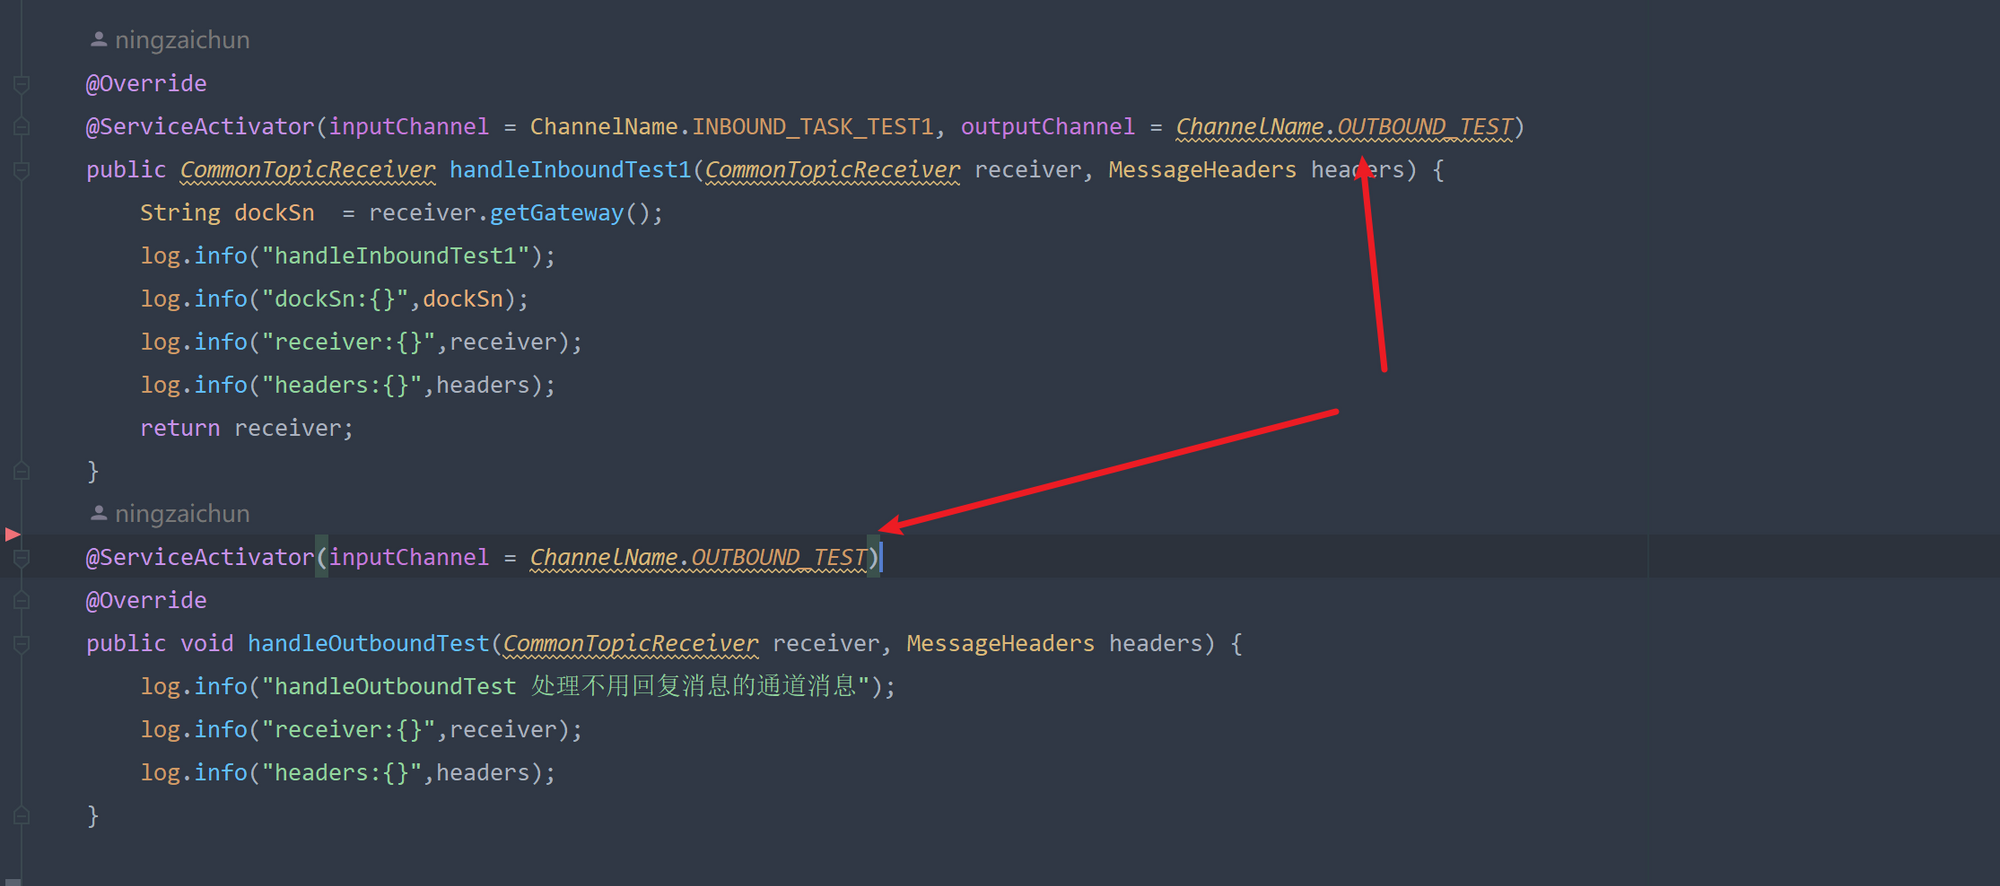 ningzaichun
@Override
@ServiceActivator(inputChannel = ChannelName.INBOUND_TASK_TEST1, outputChannel = ChannelName.OUTBOUND_TEST)
public CommonTopicReceiver handleInboundTest1(CommonTopicReceiver receiver, MessageHeaders headers) {
String dockSn  = receiver.getGateway();
log.info("handleInboundTest1");
log.info("dockSn:{}",dockSn);
log.info("receiver:{}",receiver);
log.info("headers:{}",headers);
return receiver;
}
ningzaichun
@ServiceActivator(inputChannel = ChannelName.OUTBOUND_TEST)
@Override
public void handleOutboundTest(CommonTopicReceiver receiver, MessageHeaders headers) {
log.info("handleOutboundTest 处理不用回复消息的通道消息");
log.info("receiver:{}",receiver);
log.info("headers:{}",headers);
}